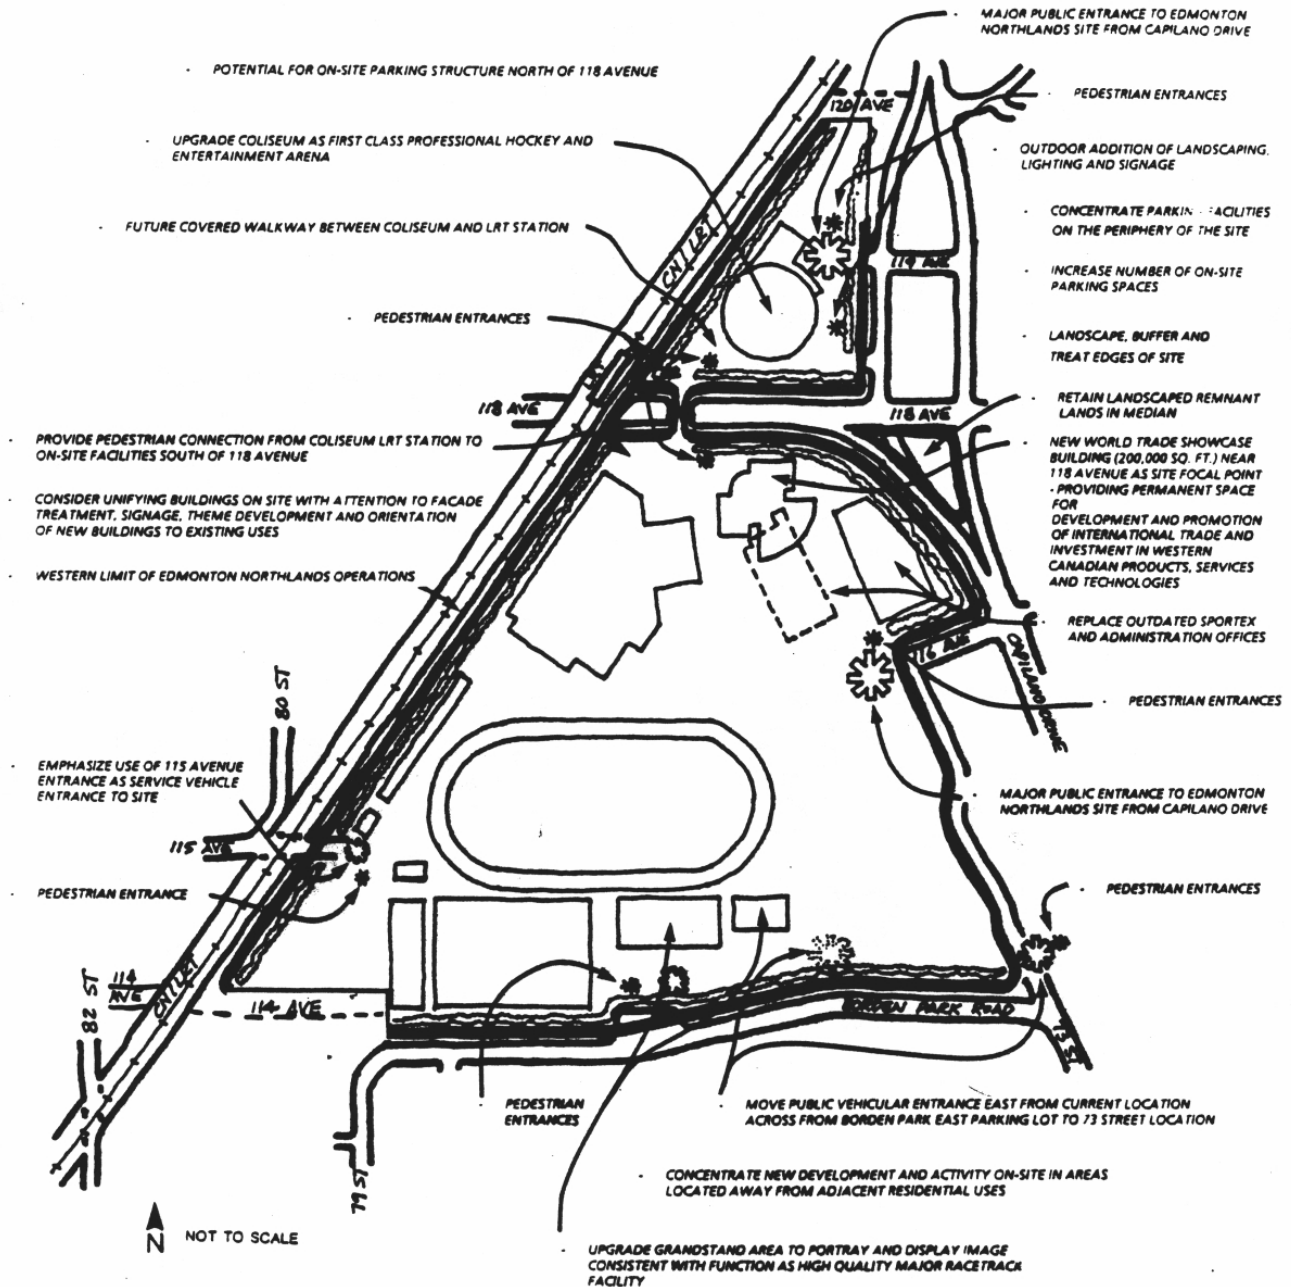 MAJOR PUBLIC ENTRANCE TO EDMONTON
NORTHLANDS SITE FROM CAPILANO DRIVE
POTENTIAL FOR ON-SITE PARKING STRUCTURE NORTH OF 118 AVENUE
PEDESTRIAN ENTRANCES
120 AVE
UPGRADE COLISEUM AS FIRST CLASS PROFESSIONAL HOCKEY AND
ENTERTAINMENT ARENA
OUTDOOR ADDITION OF LANDSCAPING,
LIGHTING AND SIGNAGE
CONCENTRATE PARKIN FACILITIES
ON THE PERIPHERY OF THE SITE
FUTURE COVERED WALKWAY BETWEEN COLISEUM AND LRT STATION
CN / LRT
119 AVE
INCREASE NUMBER OF ON-SITE
PARKING SPACES
PEDESTRIAN ENTRANCES
LANDSCAPE, BUFFER AND
TREAT EDGES OF SITE
LRT
118 AVE
118 AVE
RETAIN LANDSCAPED REMNANT
LANDS IN MEDIAN
PROVIDE PEDESTRIAN CONNECTION FROM COLISEUM LRT STATION TO
ON-SITE FACILITIES SOUTH OF 118 AVENUE
NEW WORLD TRADE SHOWCASE
BUILDING (200,000 SQ. FT.) NEAR
118 AVENUE AS SITE FOCAL POINT
- PROVIDING PERMANENT SPACE
FOR
DEVELOPMENT AND PROMOTION
OF INTERNATIONAL TRADE AND
INVESTMENT IN WESTERN
CANADIAN PRODUCTS, SERVICES
AND TECHNOLOGIES
CONSIDER UNIFYING BUILDINGS ON SITE WITH ATTENTION TO FACADE
TREATMENT, SIGNAGE, THEME DEVELOPMENT AND ORIENTATION
OF NEW BUILDINGS TO EXISTING USES
WESTERN LIMIT OF EDMONTON NORTHLANDS OPERATIONS
REPLACE OUTDATED SPORTEX
AND ADMINISTRATION OFFICES
116 AVE
CAPILANO DRIVE
PEDESTRIAN ENTRANCES
80 ST
EMPHASIZE USE OF 115 AVENUE
ENTRANCE AS SERVICE VEHICLE
ENTRANCE TO SITE
MAJOR PUBLIC ENTRANCE TO EDMONTON
NORTHLANDS SITE FROM CAPILANO DRIVE
115 AVE
PEDESTRIAN ENTRANCE
PEDESTRIAN ENTRANCES
CN / LRT
114
AVE
82 ST
114 AVE
BORDEN PARK ROAD
73 ST
PEDESTRIAN
ENTRANCES
MOVE PUBLIC VEHICULAR ENTRANCE EAST FROM CURRENT LOCATION
ACROSS FROM BORDEN PARK EAST PARKING LOT TO 73 STREET LOCATION
79 ST
CONCENTRATE NEW DEVELOPMENT AND ACTIVITY ON-SITE IN AREAS
LOCATED AWAY FROM ADJACENT RESIDENTIAL USES
N
NOT TO SCALE
UPGRADE GRANDSTAND AREA TO PORTRAY AND DISPLAY IMAGE
CONSISTENT WITH FUNCTION AS HIGH QUALITY MAJOR RACETRACK
FACILITY